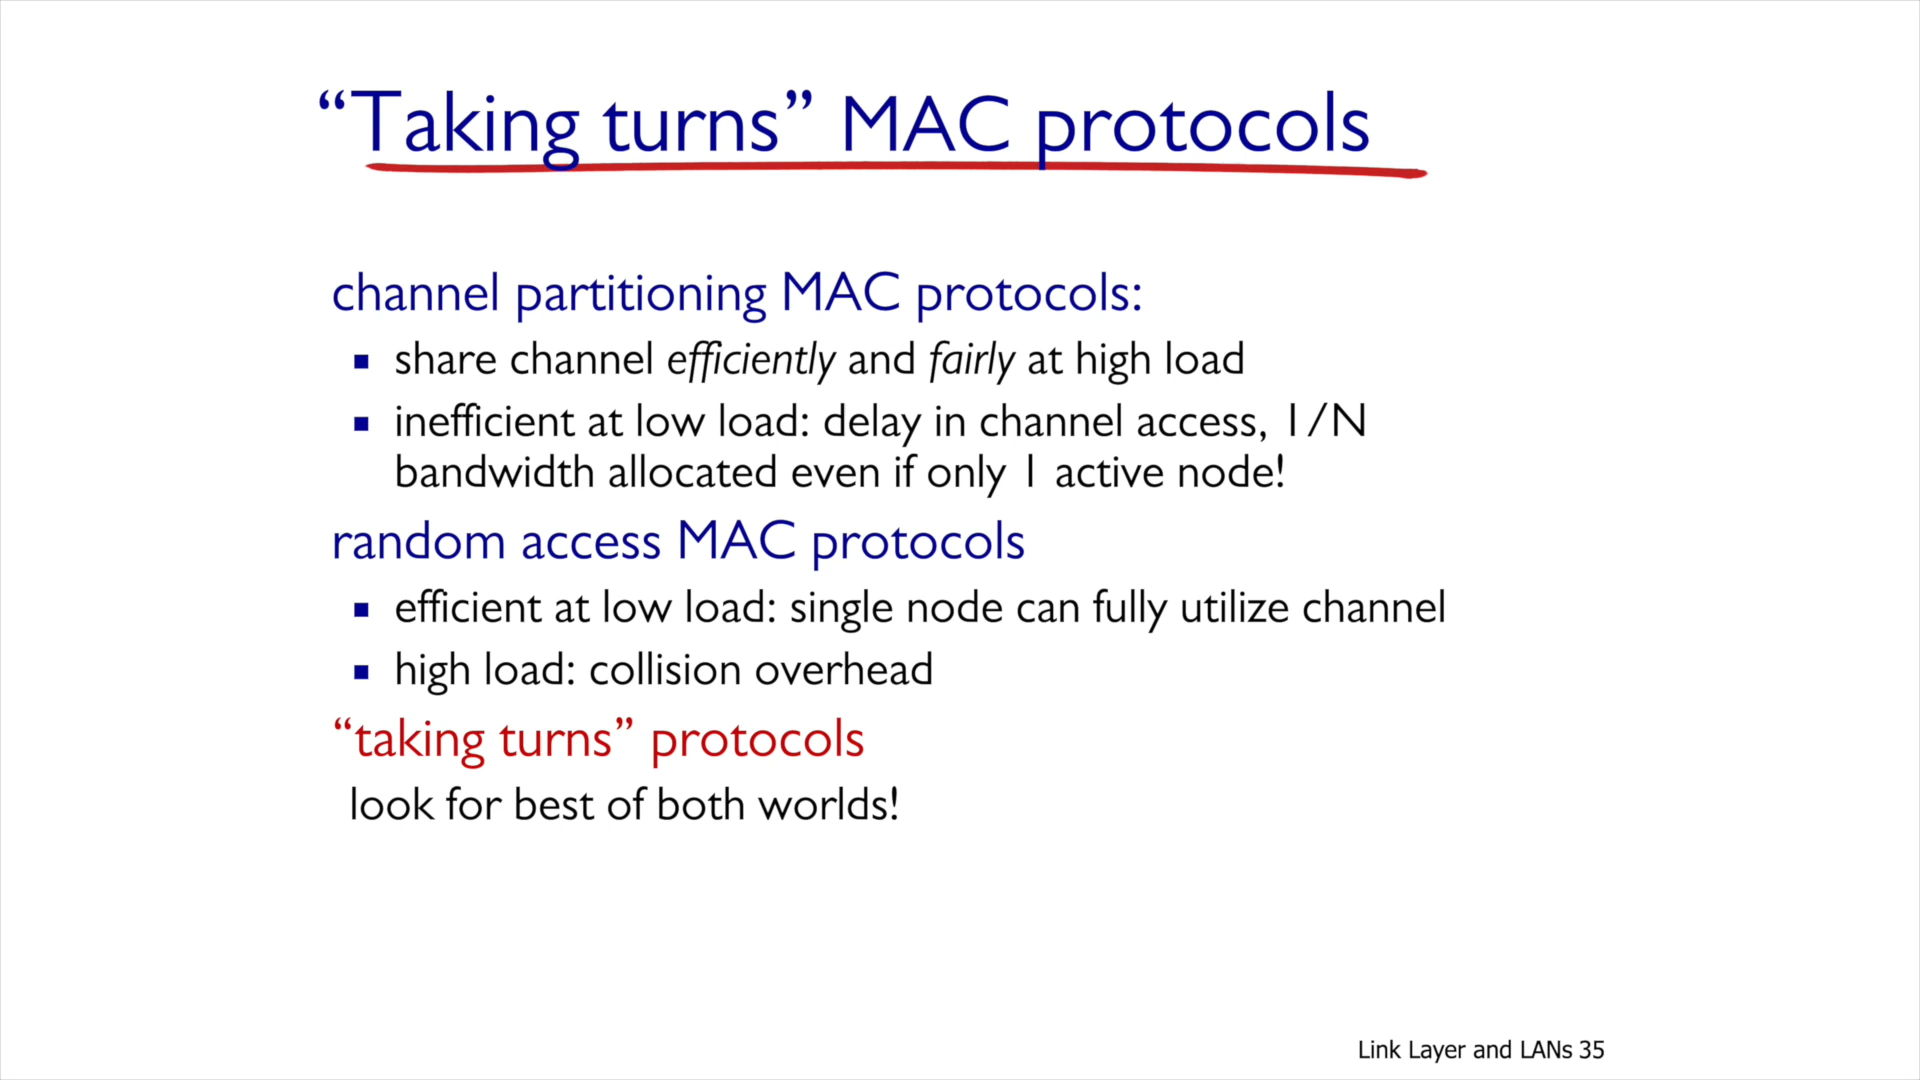 “Taking turns” MAC protocols
channel partitioning MAC protocols:
▪ share channel efficiently and fairly at high load
▪ inefficient at low load: delay in channel access, 1/N
bandwidth allocated even if only 1 active node!
random access MAC protocols
▪ efficient at low load: single node can fully utilize channel
▪ high load: collision overhead
“taking turns” protocols
look for best of both worlds!
Link Layer and LANs 35